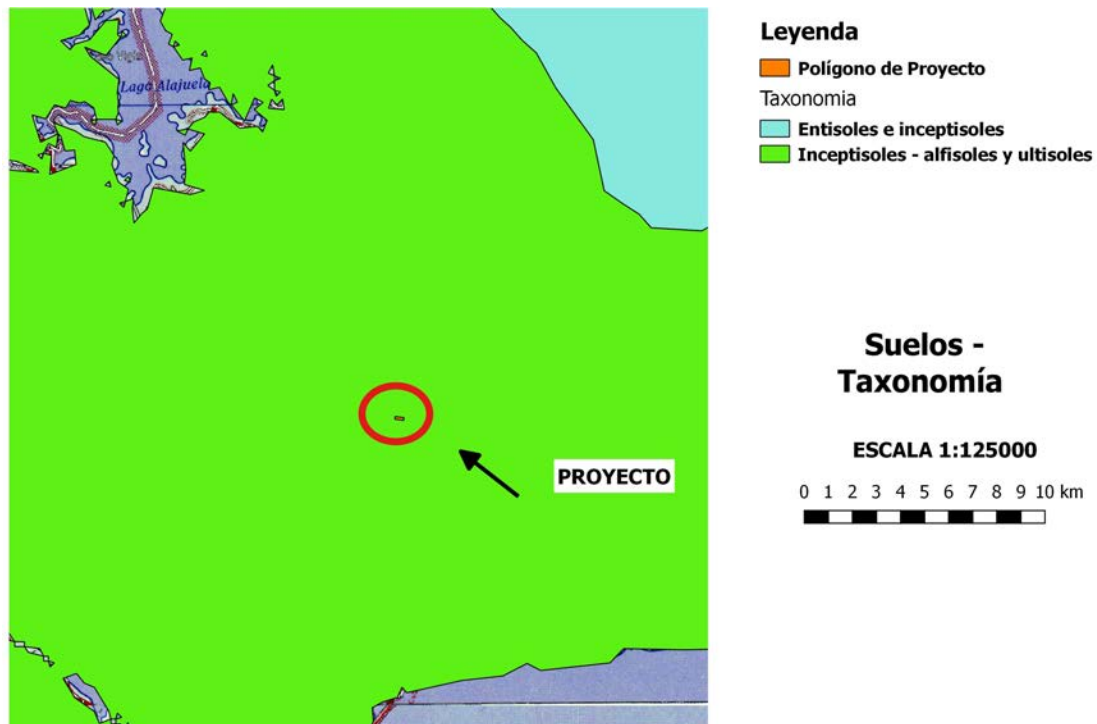 Lago Alajuela
PROYECTO
Leyenda
Polígono de Proyecto
Taxonomia
Entisoles e inceptisoles
Inceptisoles - alfisoles y ultisoles
Suelos -
Taxonomía
ESCALA 1:125000
0 1 2 3 4 5 6 7 8 9 10 km